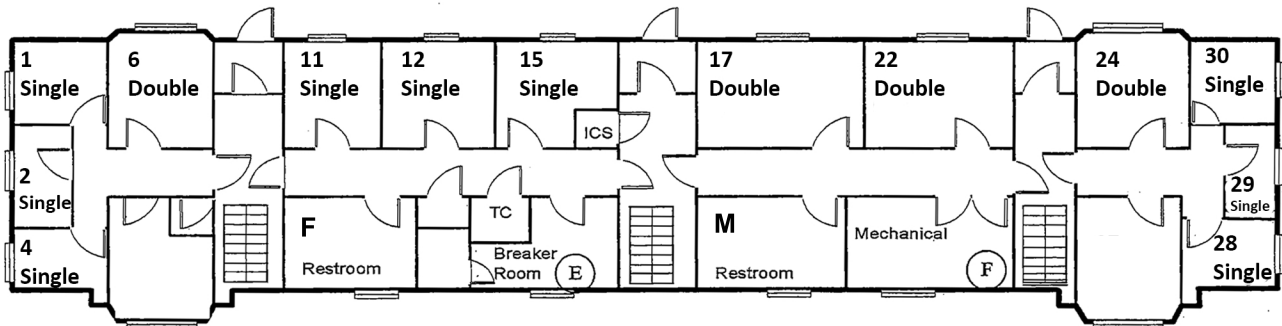 1
Single
6
Double
11
Single
12
Single
15
Single
17
Double
22
Double
24
Double
30
Single
ICS
2
Single
29
Single
F
Restroom
TC
Breaker
Room
E
M
Restroom
Mechanical
F
4
Single
28
Single